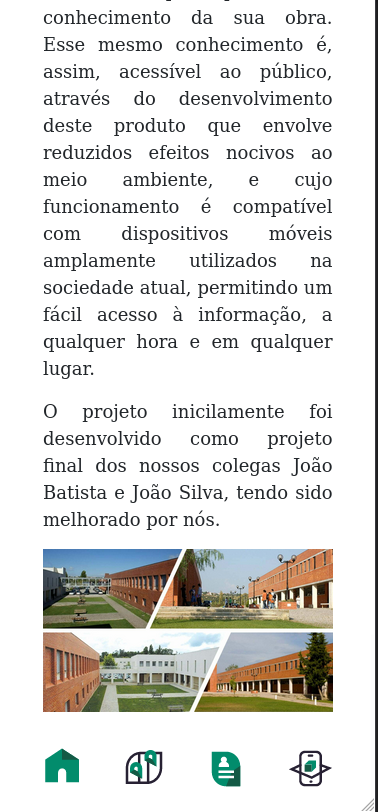 conhecimento da sua obra.
Esse mesmo conhecimento é,
assim, acessível ao público,
através do desenvolvimento
deste produto que envolve
reduzidos efeitos nocivos ao
meio ambiente, e cujo
funcionamento é compatível
com dispositivos móveis
amplamente utilizados na
sociedade atual, permitindo um
fácil acesso à informação, a
qualquer hora e em qualquer
lugar.
O projeto inicilamente foi
desenvolvido como projeto
final dos nossos colegas João
Batista e João Silva, tendo sido
melhorado por nós.